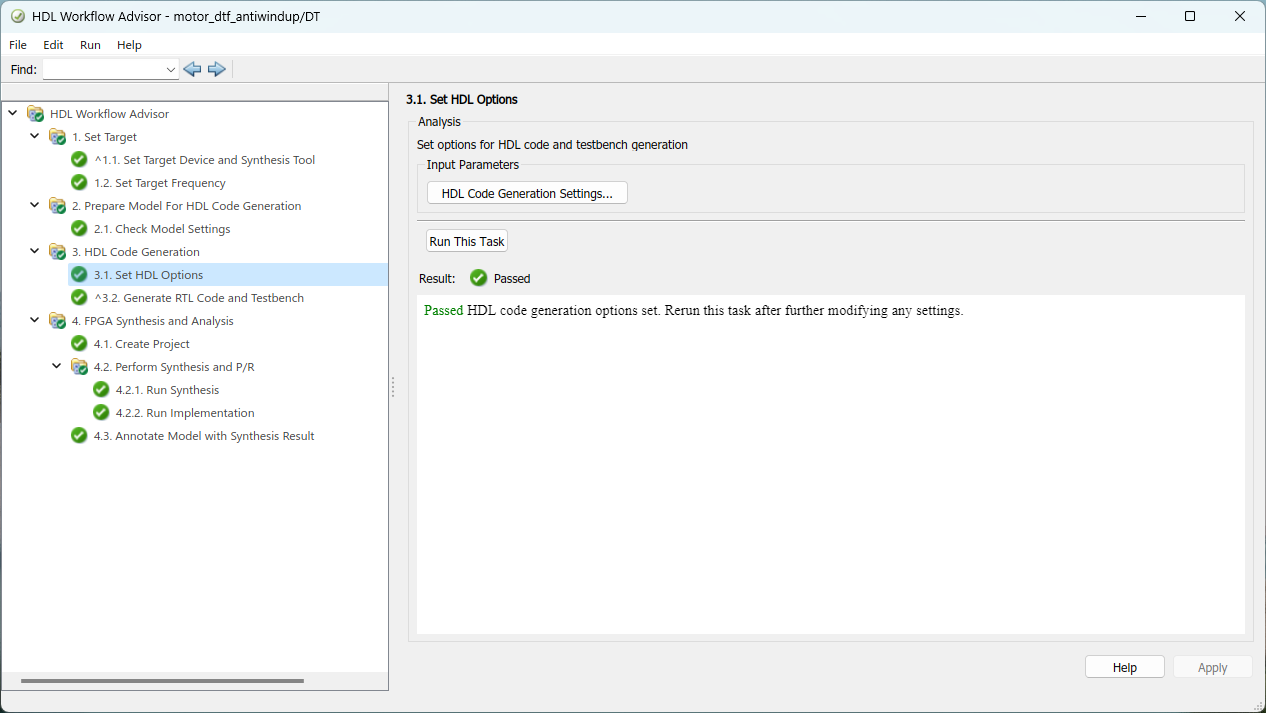 HDL Workflow Advisor - motor_dtf_antiwindup/DT
File Edit Run Help
Find:
HDL Workflow Advisor
1. Set Target
^1.1. Set Target Device and Synthesis Tool
1.2. Set Target Frequency
2. Prepare Model For HDL Code Generation
2.1. Check Model Settings
3. HDL Code Generation
3.1. Set HDL Options
^3.2. Generate RTL Code and Testbench
4. FPGA Synthesis and Analysis
4.1. Create Project
4.2. Perform Synthesis and P/R
4.2.1. Run Synthesis
4.2.2. Run Implementation
4.3. Annotate Model with Synthesis Result
3.1. Set HDL Options
Analysis
Set options for HDL code and testbench generation
Input Parameters
HDL Code Generation Settings...
Run This Task
Result: Passed
Passed HDL code generation options set. Rerun this task after further modifying any settings.
Help Apply